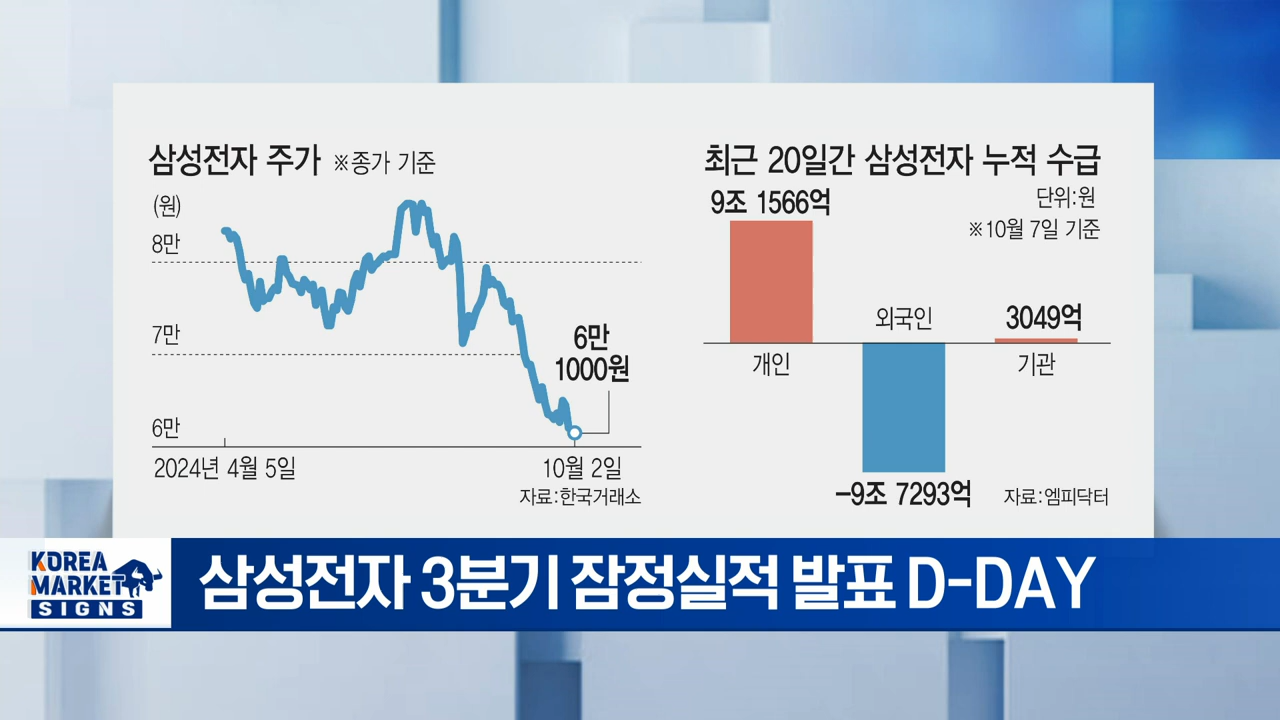 삼성전자 주가 ※종가 기준
(원)
8만
7만
6만
6만
1000원
2024년 4월 5일
10월 2일
자료:한국거래소
최근 20일간 삼성전자 누적 수급
단위:원
※10월 7일 기준
9조 1566억
개인
외국인
-9조 7293억
3049억
기관
자료:엠피닥터
KOREA
MARKET
SIGNS
삼성전자 3분기 잠정실적 발표 D-DAY